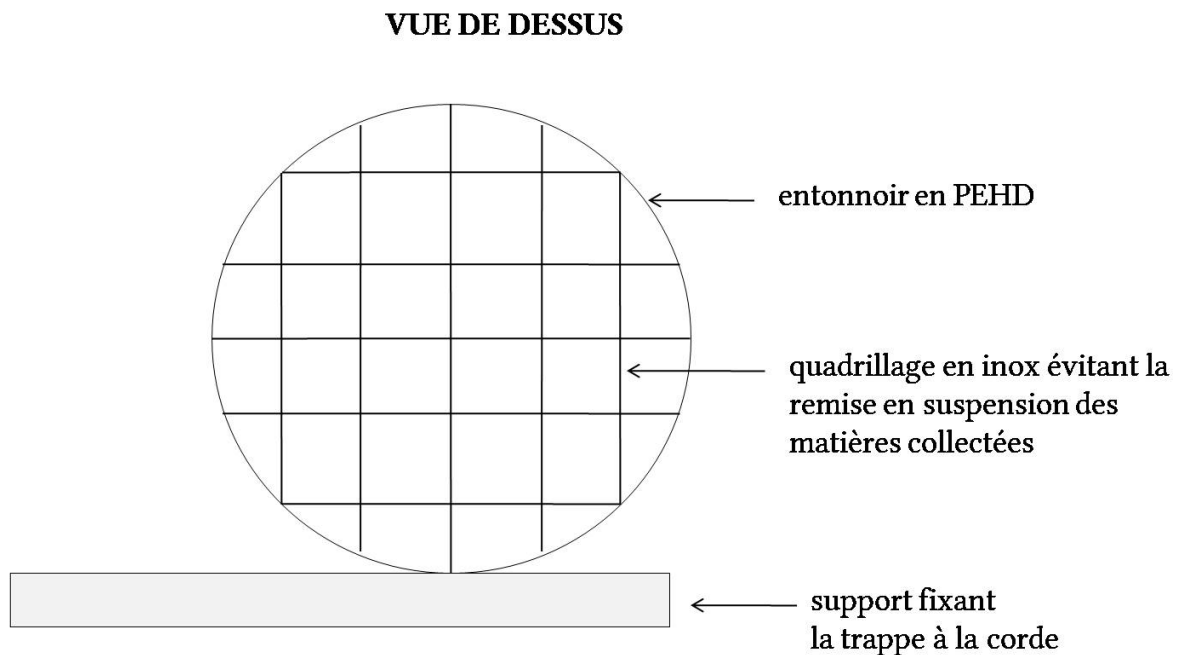 VUE DE DESSUS
entonnoir en PEHD
quadrillage en inox évitant la
remise en suspension des
matières collectées
support fixant
la trappe à la corde